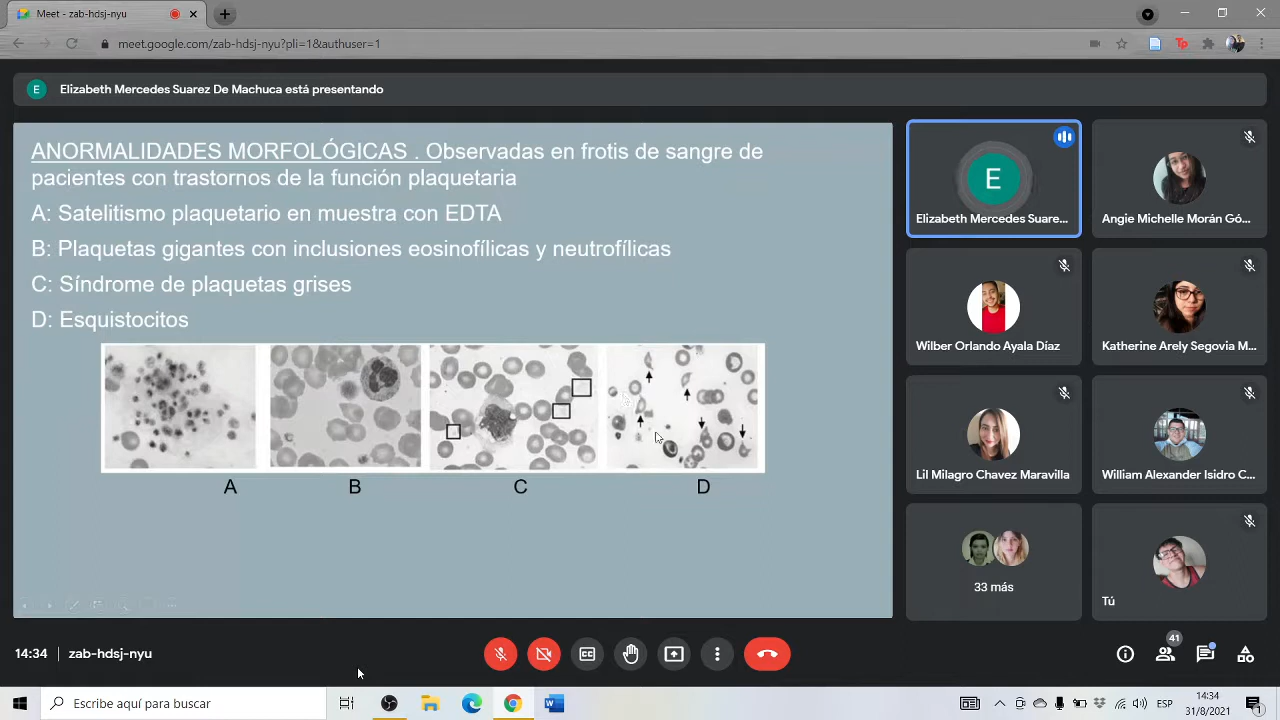 Meet - zab-hdsj-nyu
meet.google.com/zab-hdsj-nyu?pli=1&authuser=1
E Elizabeth Mercedes Suarez De Machuca está presentando
ANORMALIDADES MORFOLÓGICAS . Observadas en frotis de sangre de
pacientes con trastornos de la función plaquetaria
A: Satelitismo plaquetario en muestra con EDTA
B: Plaquetas gigantes con inclusiones eosinofílicas y neutrofílicas
C: Síndrome de plaquetas grises
D: Esquistocitos
A B C D
E
Elizabeth Mercedes Suare...
Angie Michelle Morán Gó...
Wilber Orlando Ayala Díaz
Katherine Arely Segovia M...
Lil Milagro Chavez Maravilla
William Alexander Isidro C...
33 más
Tú
14:34 | zab-hdsj-nyu
41
Escribe aquí para buscar
ESP
14:34
31/8/2021
1